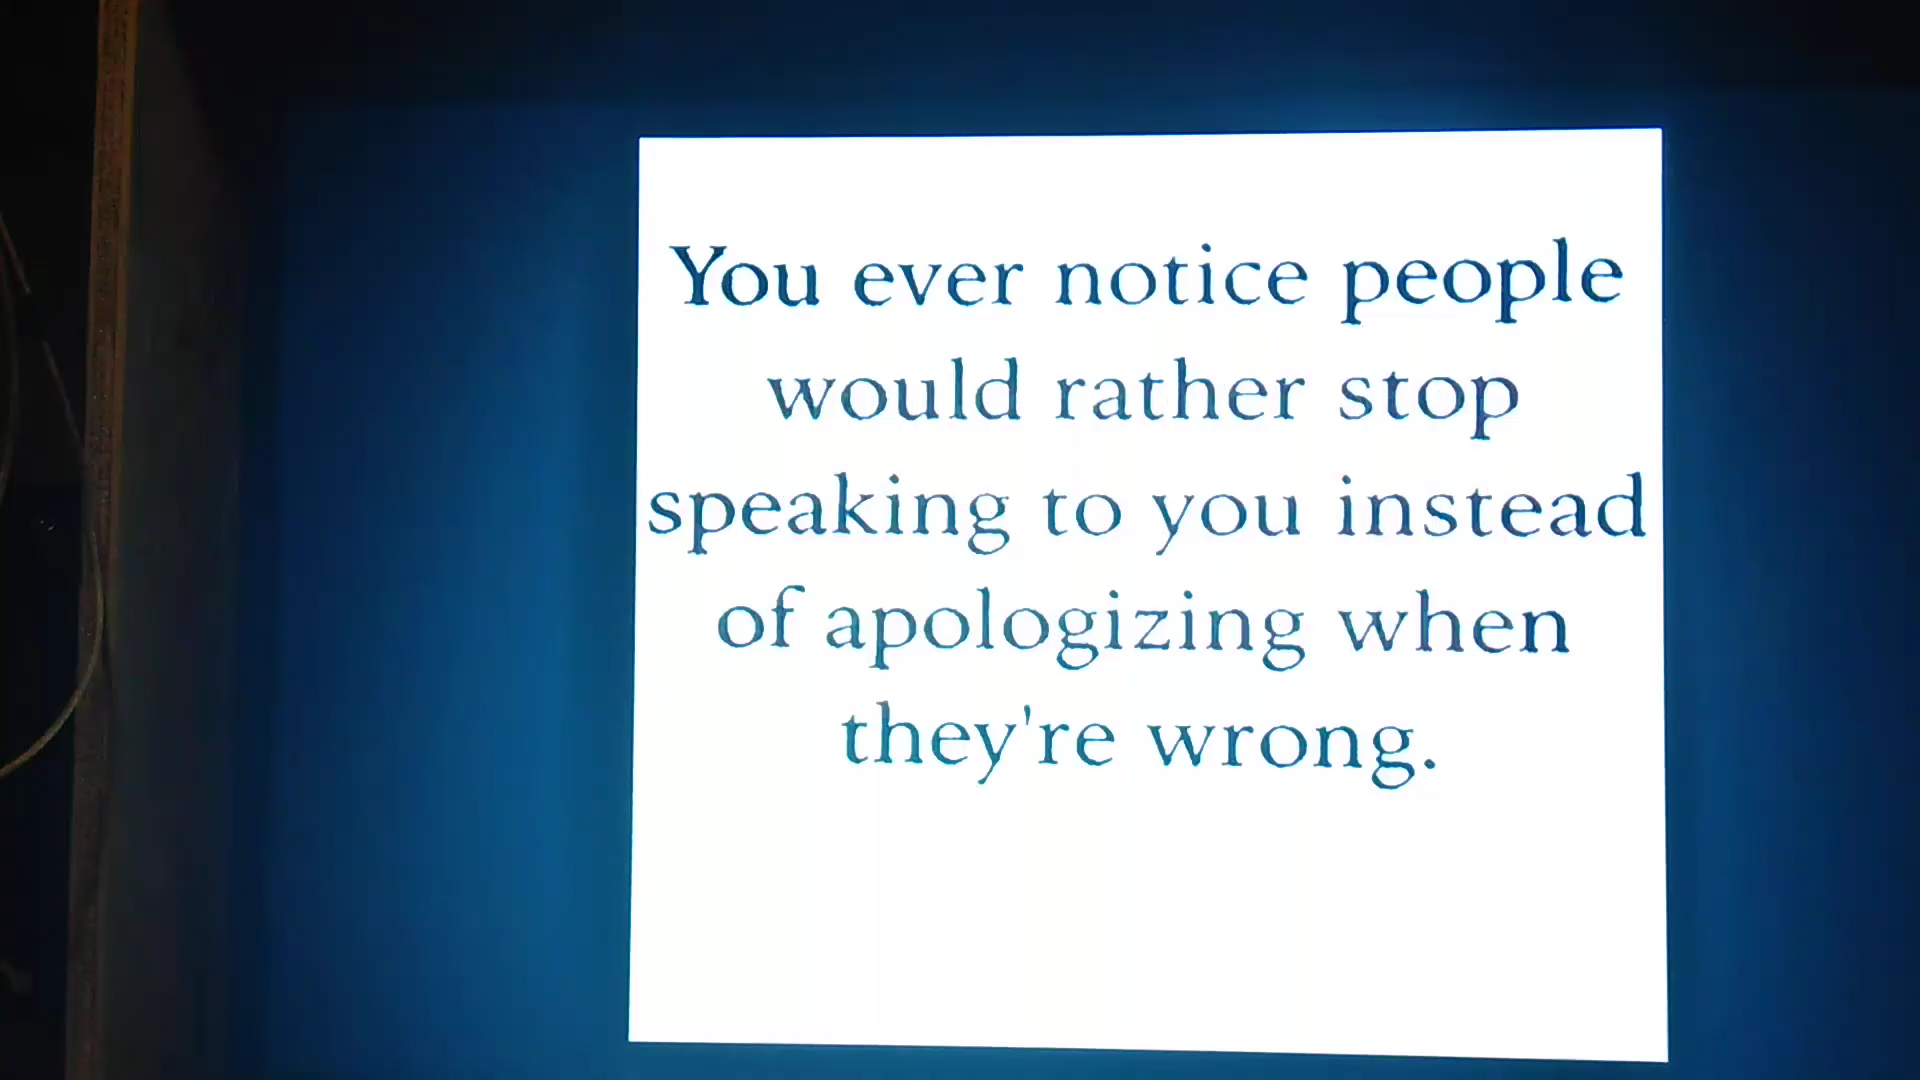 You ever notice people
would rather stop
speaking to you instead
of apologizing when
they're wrong.